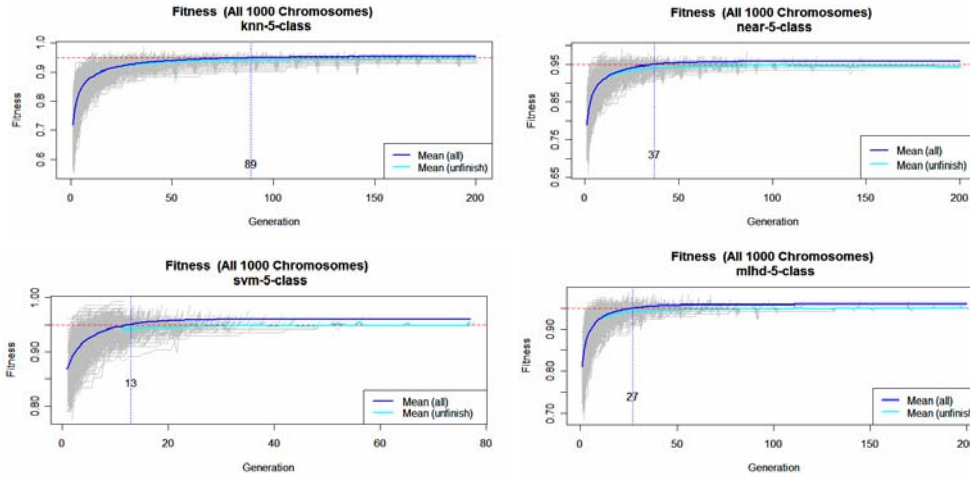 Fitness (All 1000 Chromosomes)
knn-5-class
Fitness
1.0
0.9
0.8
0.7
0.6
89
Mean (all)
Mean (unfinish)
0
50
100
150
200
Generation
Fitness (All 1000 Chromosomes)
near-5-class
Fitness
0.95
0.85
0.75
0.65
37
Mean (all)
Mean (unfinish)
0
50
100
150
200
Generation
Fitness (All 1000 Chromosomes)
svm-5-class
Fitness
1.00
0.90
0.80
13
Mean (all)
Mean (unfinish)
0
20
40
60
80
Generation
Fitness (All 1000 Chromosomes)
mlhd-5-class
Fitness
0.90
0.80
0.70
27
Mean (all)
Mean (unfinish)
0
50
100
150
200
Generation